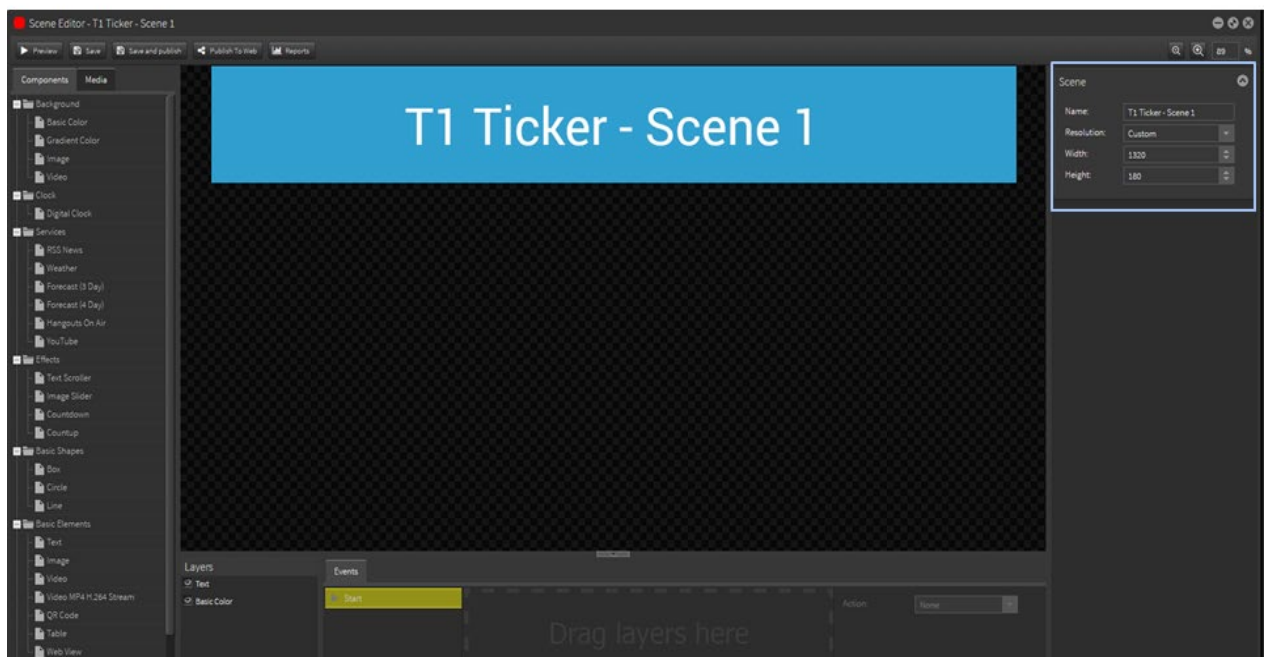 Scene Editor - T1 Ticker - Scene 1
Preview Save Save and publish Publish To Web Reports 89 %
Components Media
Background
Basic Color
Gradient Color
Image
Video
Clock
Digital Clock
Services
RSS News
Weather
Forecast (3 Day)
Forecast (4 Day)
Hangouts On Air
YouTube
Effects
Text Scroller
Image Slider
Countdown
Countup
Basic Shapes
Box
Circle
Line
Basic Elements
Text
Image
Video
Video MP4 H.264 Stream
QR Code
Table
Web View
T1 Ticker - Scene 1
Layers
Text
Basic Color
Events
Start
Drag layers here
Action: None
Scene
Name: T1 Ticker - Scene 1
Resolution: Custom
Width: 1320
Height: 180